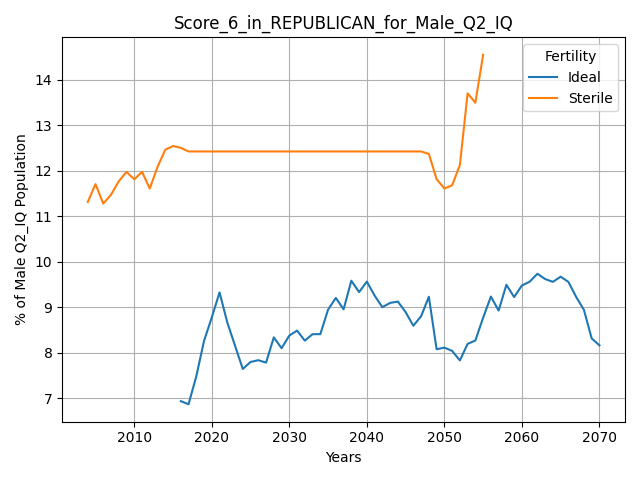 Score_6_in_REPUBLICAN_for_Male_Q2_IQ
% of Male Q2_IQ Population
14
13
12
11
10
9
8
7
Fertility
Ideal
Sterile
2010 2020 2030 2040 2050 2060 2070
Years